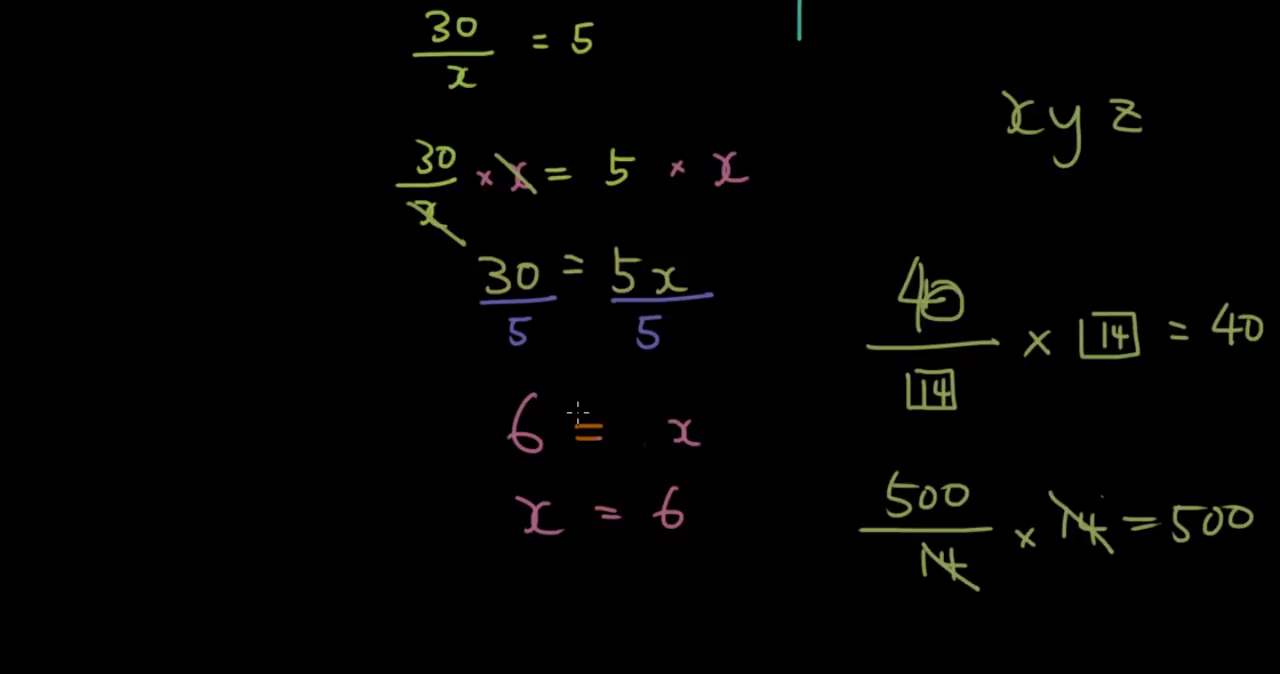 30/x = 5
30/x × x = 5 × x
30/5 = 5x/5
6 = x
x = 6
x y z
40/14 × 14 = 40
500/14 × 14 = 500